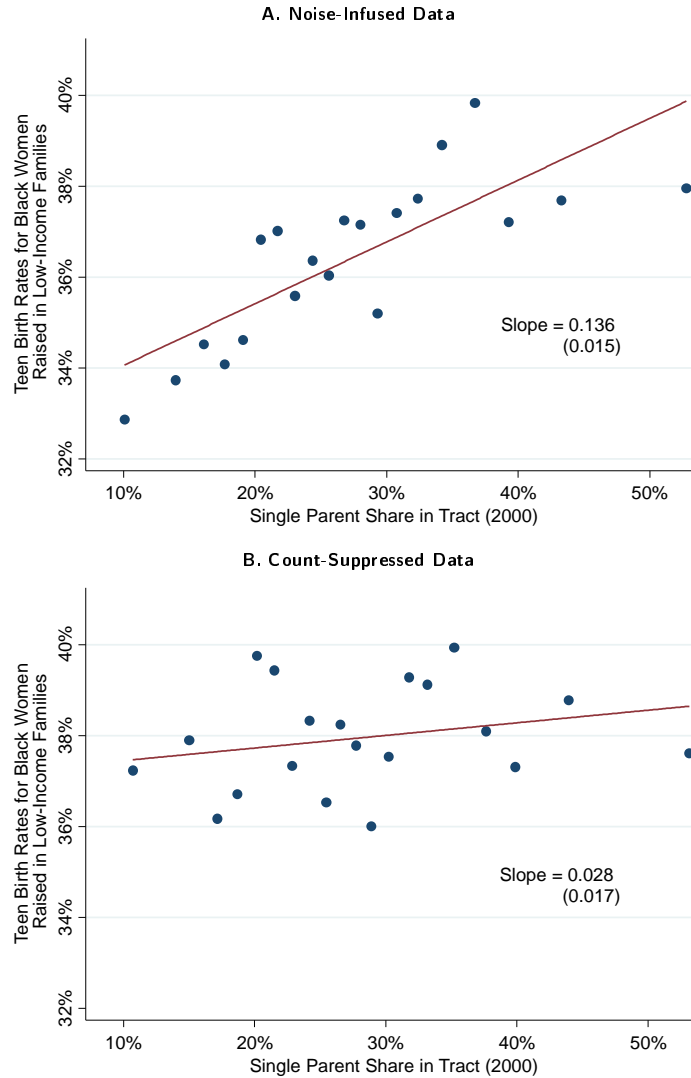 A. Noise-Infused Data
Teen Birth Rates for Black Women
Raised in Low-Income Families
40%
38%
36%
34%
32%
Slope = 0.136
(0.015)
10%
20%
30%
40%
50%
Single Parent Share in Tract (2000)
B. Count-Suppressed Data
Teen Birth Rates for Black Women
Raised in Low-Income Families
40%
38%
36%
34%
32%
Slope = 0.028
(0.017)
10%
20%
30%
40%
50%
Single Parent Share in Tract (2000)